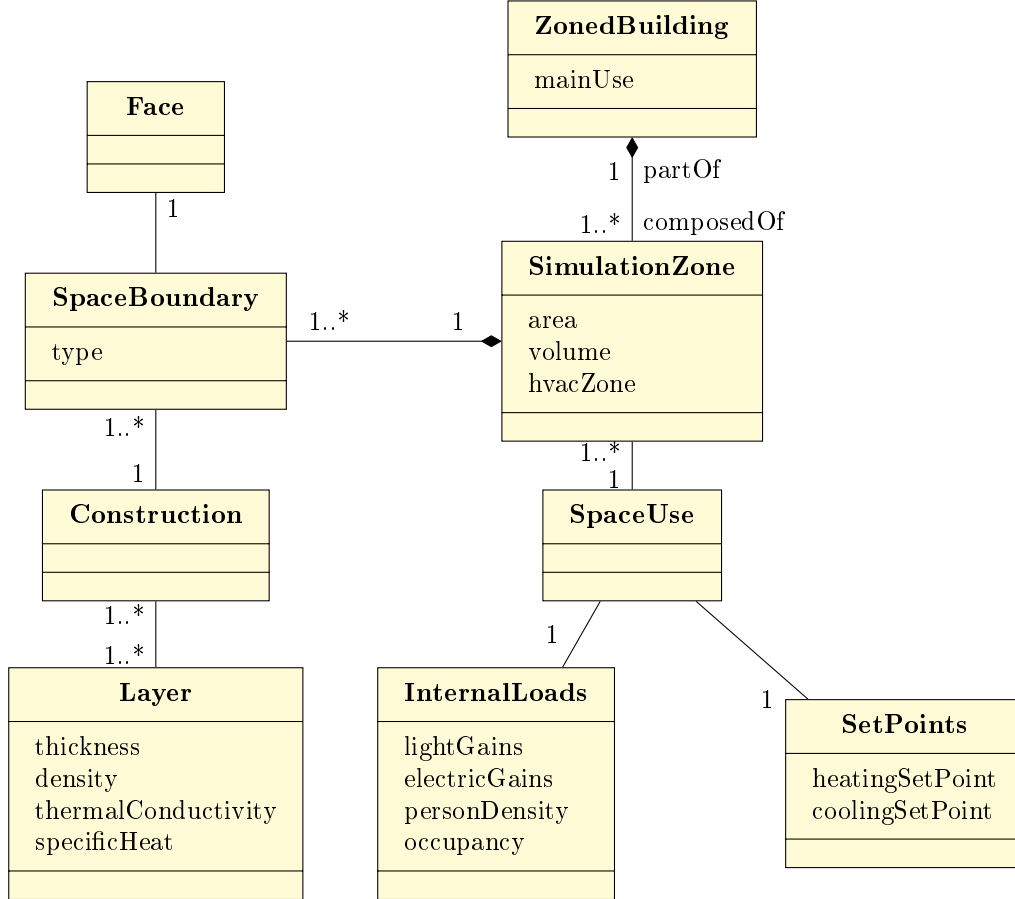 ZonedBuilding
mainUse
Face
1
1 partOf
1..* composedOf
SpaceBoundary
type
1..*
1
SimulationZone
area
volume
hvacZone
1..*
1
1..*
1
Construction
SpaceUse
1..*
1..*
1
1
Layer
thickness
density
thermalConductivity
specificHeat
InternalLoads
lightGains
electricGains
personDensity
occupancy
SetPoints
heatingSetPoint
coolingSetPoint